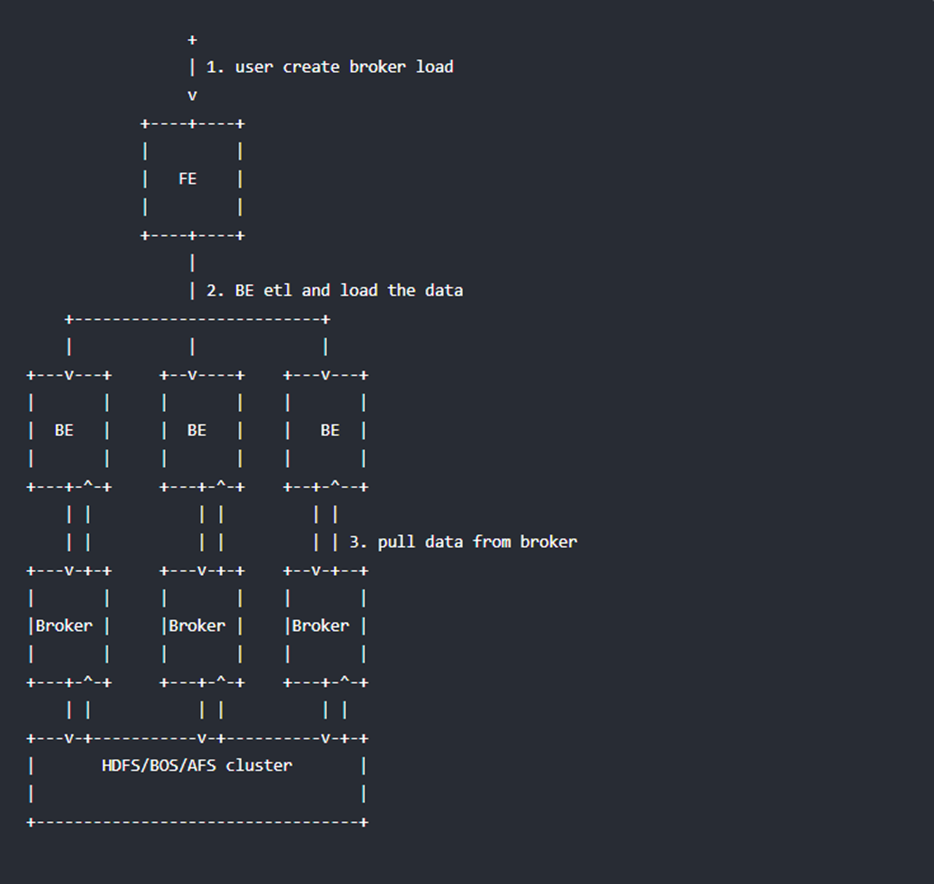 +
                 | 1. user create broker load
                 v
            +----+----+
            |         |
            |   FE    |
            |         |
            +----+----+
                 |
                 | 2. BE etl and load the data
    +--------------------------+
    |            |             |
+---v---+     +--v----+    +---v---+
|       |     |       |    |       |
|  BE   |     |  BE   |    |   BE  |
|       |     |       |    |       |
+---+-^-+     +---+-^-+    +--+-^--+
    | |           | |         | |
    | |           | |         | | 3. pull data from broker
+---v-+-+     +---v-+-+    +--v-+--+
|       |     |       |    |       |
|Broker |     |Broker |    |Broker |
|       |     |       |    |       |
+---+-^-+     +---+-^-+    +---+-^-+
    | |           | |          | |
+---v-+-----------v-+----------v-+-+
|       HDFS/BOS/AFS cluster       |
|                                  |
+----------------------------------+